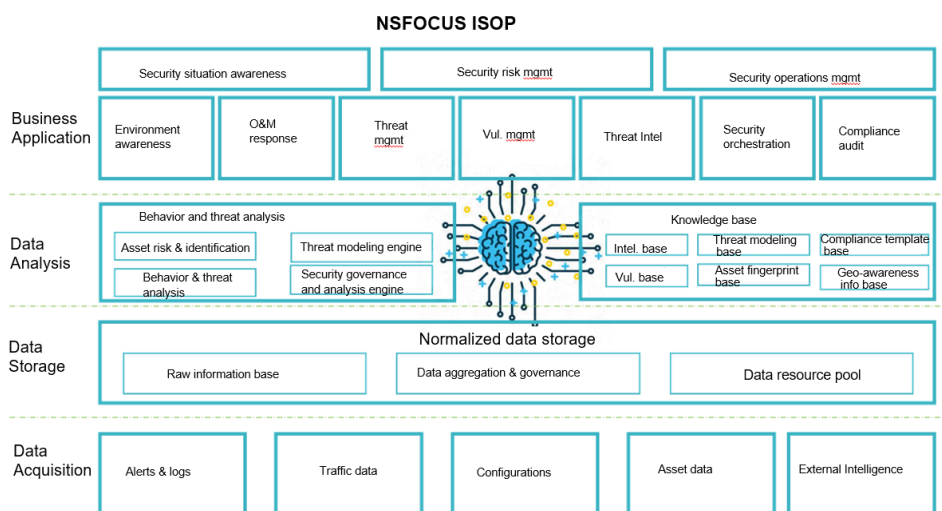 NSFOCUS ISOP
Security situation awareness
Security risk mgmt
Security operations mgmt
Business
Application
Environment
awareness
O&M
response
Threat
mgmt
Vul. mgmt
Threat Intel
Security
orchestration
Compliance
audit
Data
Analysis
Behavior and threat analysis
Asset risk & identification
Threat modeling engine
Behavior & threat
analysis
Security governance
and analysis engine
Knowledge base
Intel. base
Threat modeling
base
Compliance template
base
Vul. base
Asset fingerprint
base
Geo-awareness
info base
Data
Storage
Normalized data storage
Raw information base
Data aggregation & governance
Data resource pool
Data
Acquisition
Alerts & logs
Traffic data
Configurations
Asset data
External Intelligence